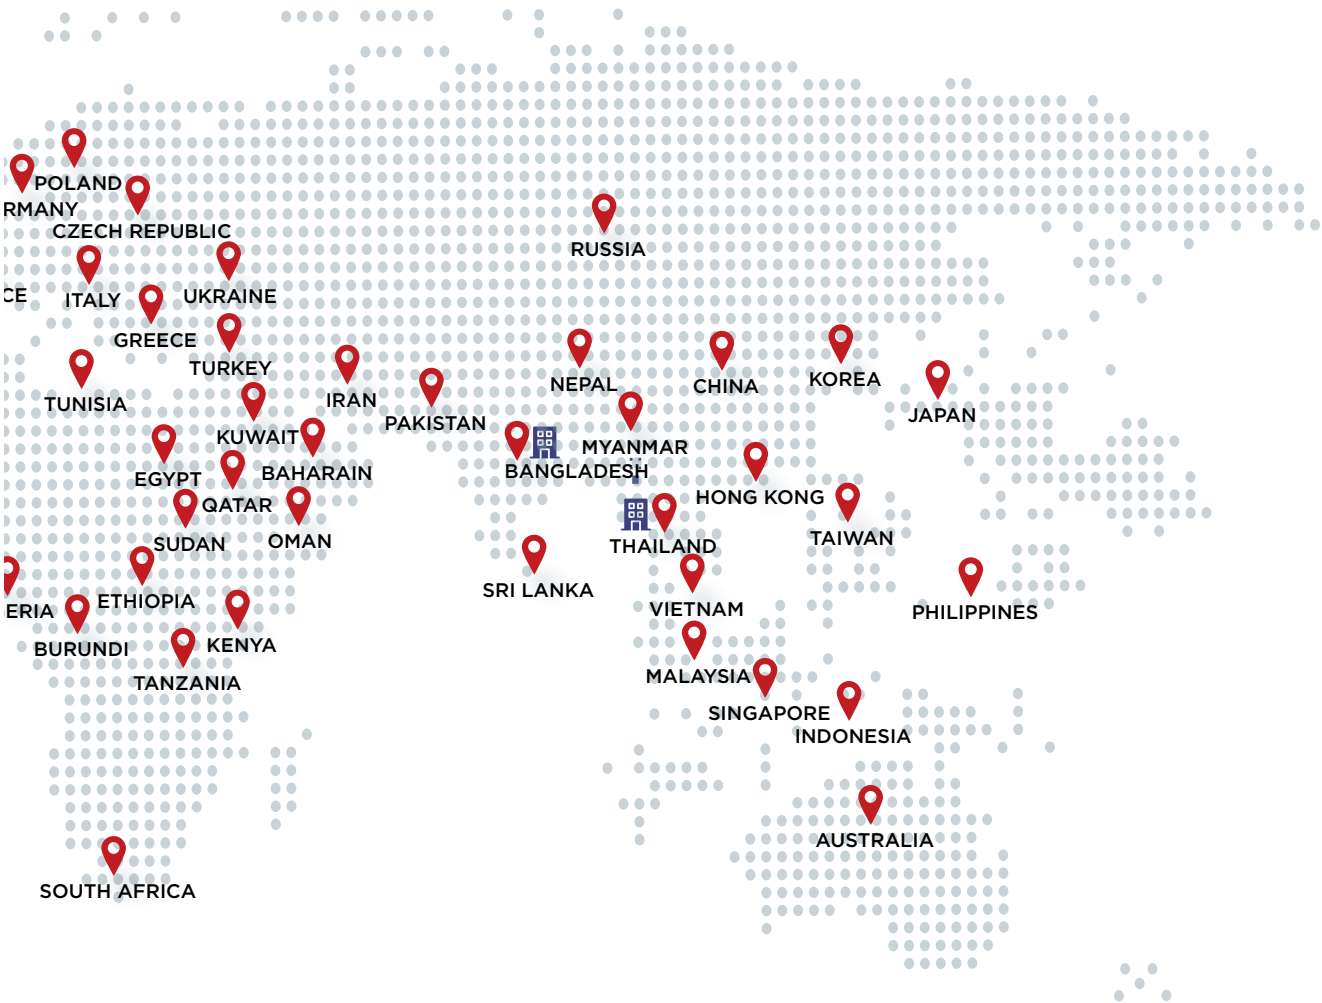 POLAND
RMANY
CZECH REPUBLIC
RUSSIA
CE
ITALY
UKRAINE
GREECE
TURKEY
NEPAL
CHINA
KOREA
TUNISIA
IRAN
JAPAN
PAKISTAN
KUWAIT
MYANMAR
BAHARAIN
BANGLADESH
EGYPT
HONG KONG
QATAR
TAIWAN
SUDAN
OMAN
THAILAND
SRI LANKA
ETHIOPIA
ERIA
VIETNAM
PHILIPPINES
BURUNDI
KENYA
MALAYSIA
TANZANIA
SINGAPORE
INDONESIA
AUSTRALIA
SOUTH AFRICA